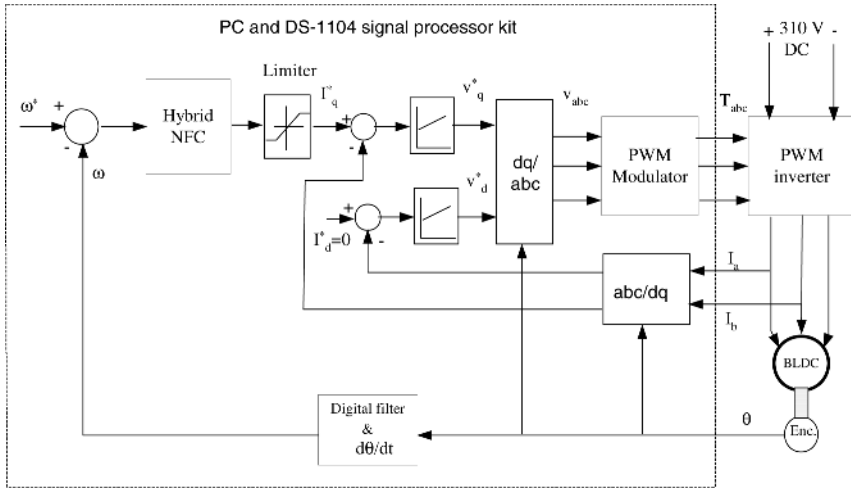 PC and DS-1104 signal processor kit
+ 310 V -
DC
Limiter
ω*
+
-
ω
Hybrid
NFC
I*q
+
-
v*q
vabc
Tabc
dq/
abc
PWM
Modulator
PWM
inverter
v*d
+
-
I*d=0
abc/dq
Ia
Ib
BLDC
Enc.
θ
Digital filter
&
dθ/dt